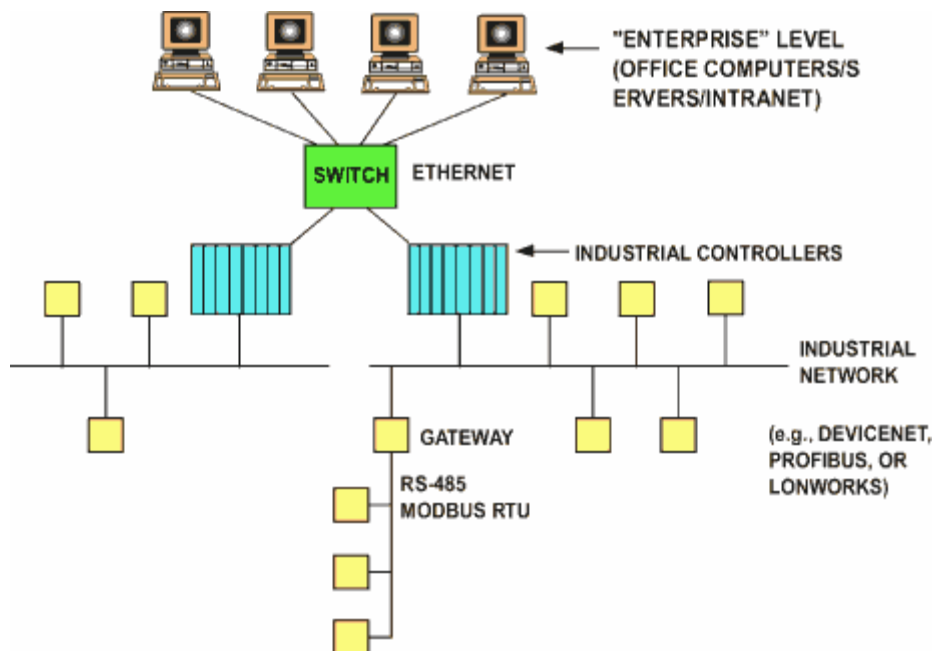 "ENTERPRISE” LEVEL
(OFFICE COMPUTERS/S
ERVERS/INTRANET)
SWITCH
ETHERNET
INDUSTRIAL CONTROLLERS
INDUSTRIAL
NETWORK
GATEWAY
(e.g., DEVICENET,
PROFIBUS, OR
LONWORKS)
RS-485
MODBUS RTU